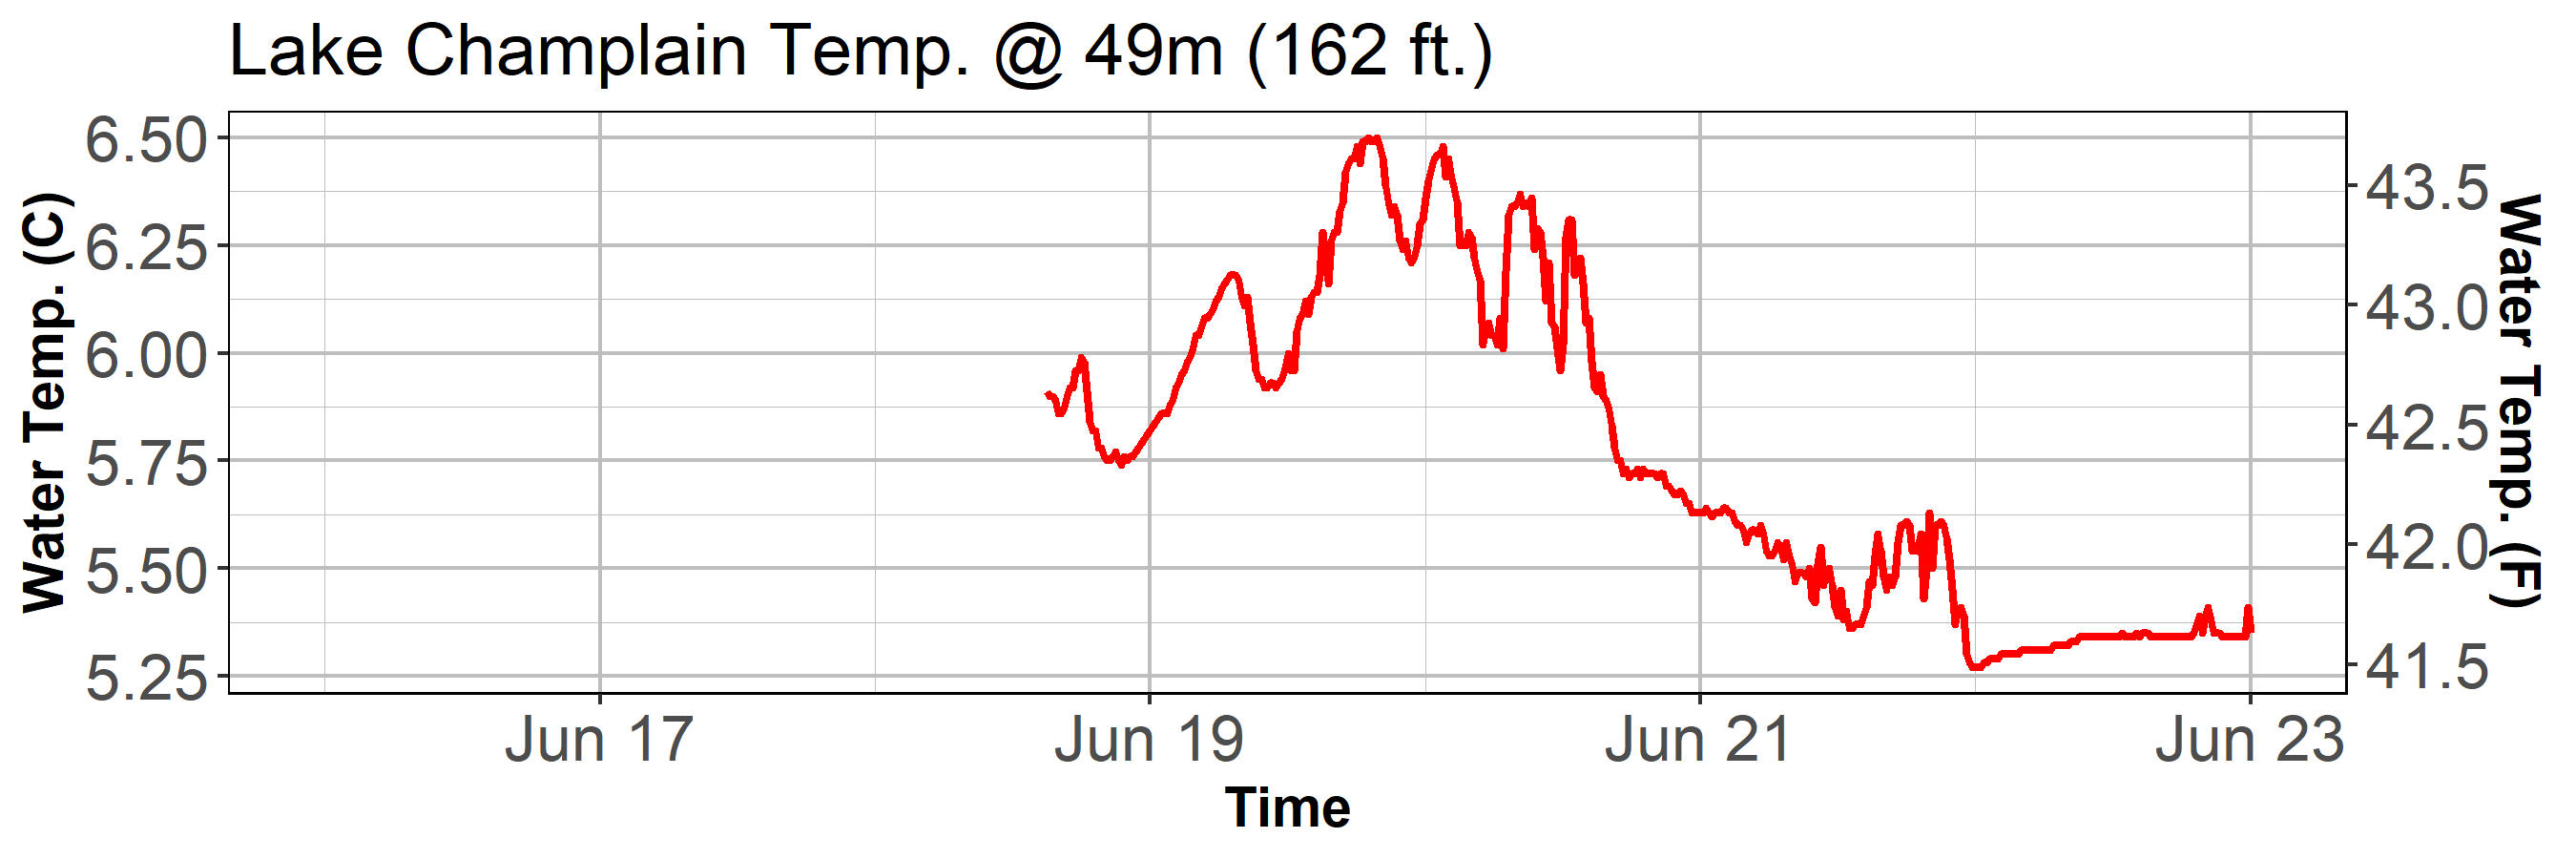 Lake Champlain Temp. @ 49m (162 ft.)
Water Temp. (C)
6.50
6.25
6.00
5.75
5.50
5.25
43.5
43.0
42.5
42.0
41.5
Water Temp. (F)
Jun 17
Jun 19
Jun 21
Jun 23
Time